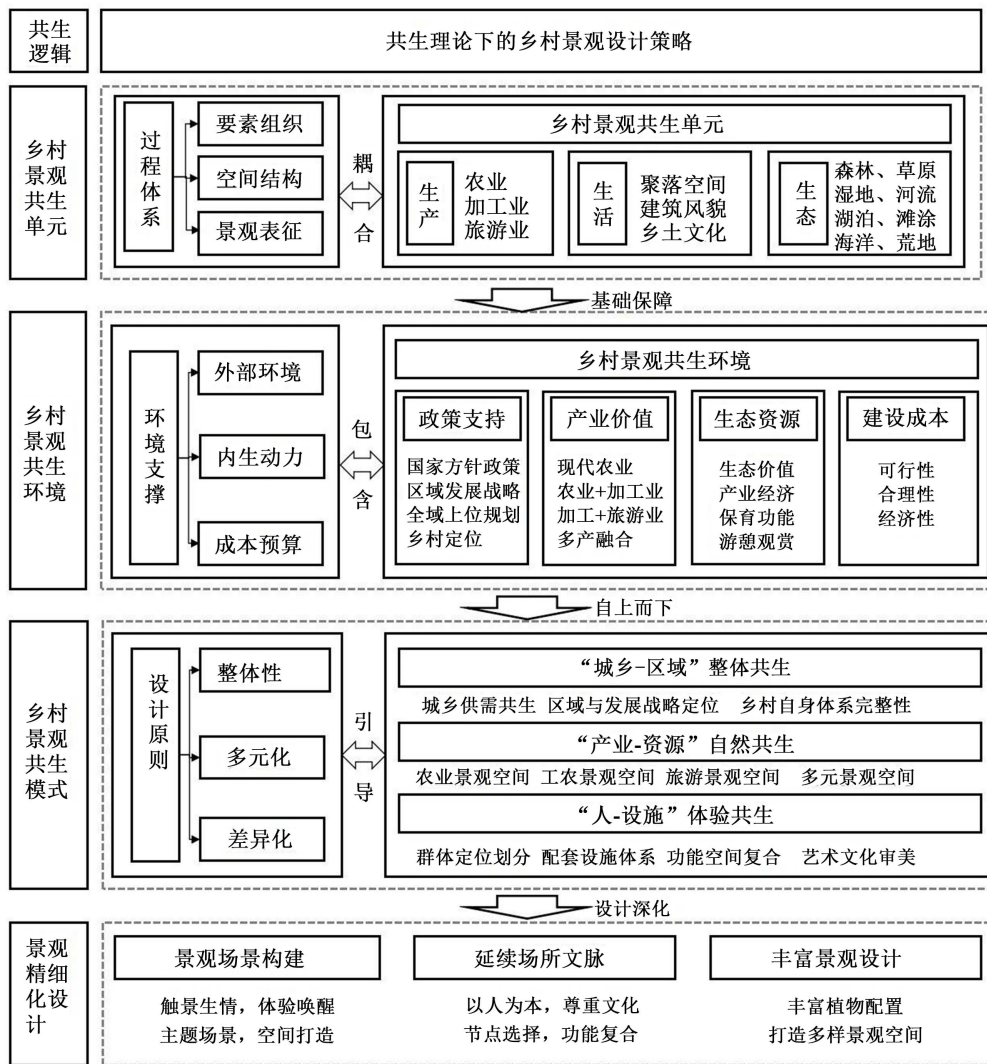 共生
逻辑
共生理论下的乡村景观设计策略
乡村
景观
共生
单元
过程体系
要素组织
空间结构
景观表征
耦合
乡村景观共生单元
生产
农业
加工业
旅游业
生活
聚落空间
建筑风貌
乡土文化
生态
森林、草原
湿地、河流
湖泊、滩涂
海洋、荒地
基础保障
乡村
景观
共生
环境
环境支撑
外部环境
内生动力
成本预算
包含
乡村景观共生环境
政策支持
国家方针政策
区域发展战略
全域上位规划
乡村定位
产业价值
现代农业
农业+加工业
加工+旅游业
多产融合
生态资源
生态价值
产业经济
保育功能
游憩观赏
建设成本
可行性
合理性
经济性
自上而下
乡村
景观
共生
模式
设计原则
整体性
多元化
差异化
引导
“城乡-区域”整体共生
城乡供需共生 区域与发展战略定位 乡村自身体系完整性
“产业-资源”自然共生
农业景观空间 工农景观空间 旅游景观空间 多元景观空间
“人-设施”体验共生
群体定位划分 配套设施体系 功能空间复合 艺术文化审美
设计深化
景观
精细
化设
计
景观场景构建
触景生情，体验唤醒
主题场景，空间打造
延续场所文脉
以人为本，尊重文化
节点选择，功能复合
丰富景观设计
丰富植物配置
打造多样景观空间